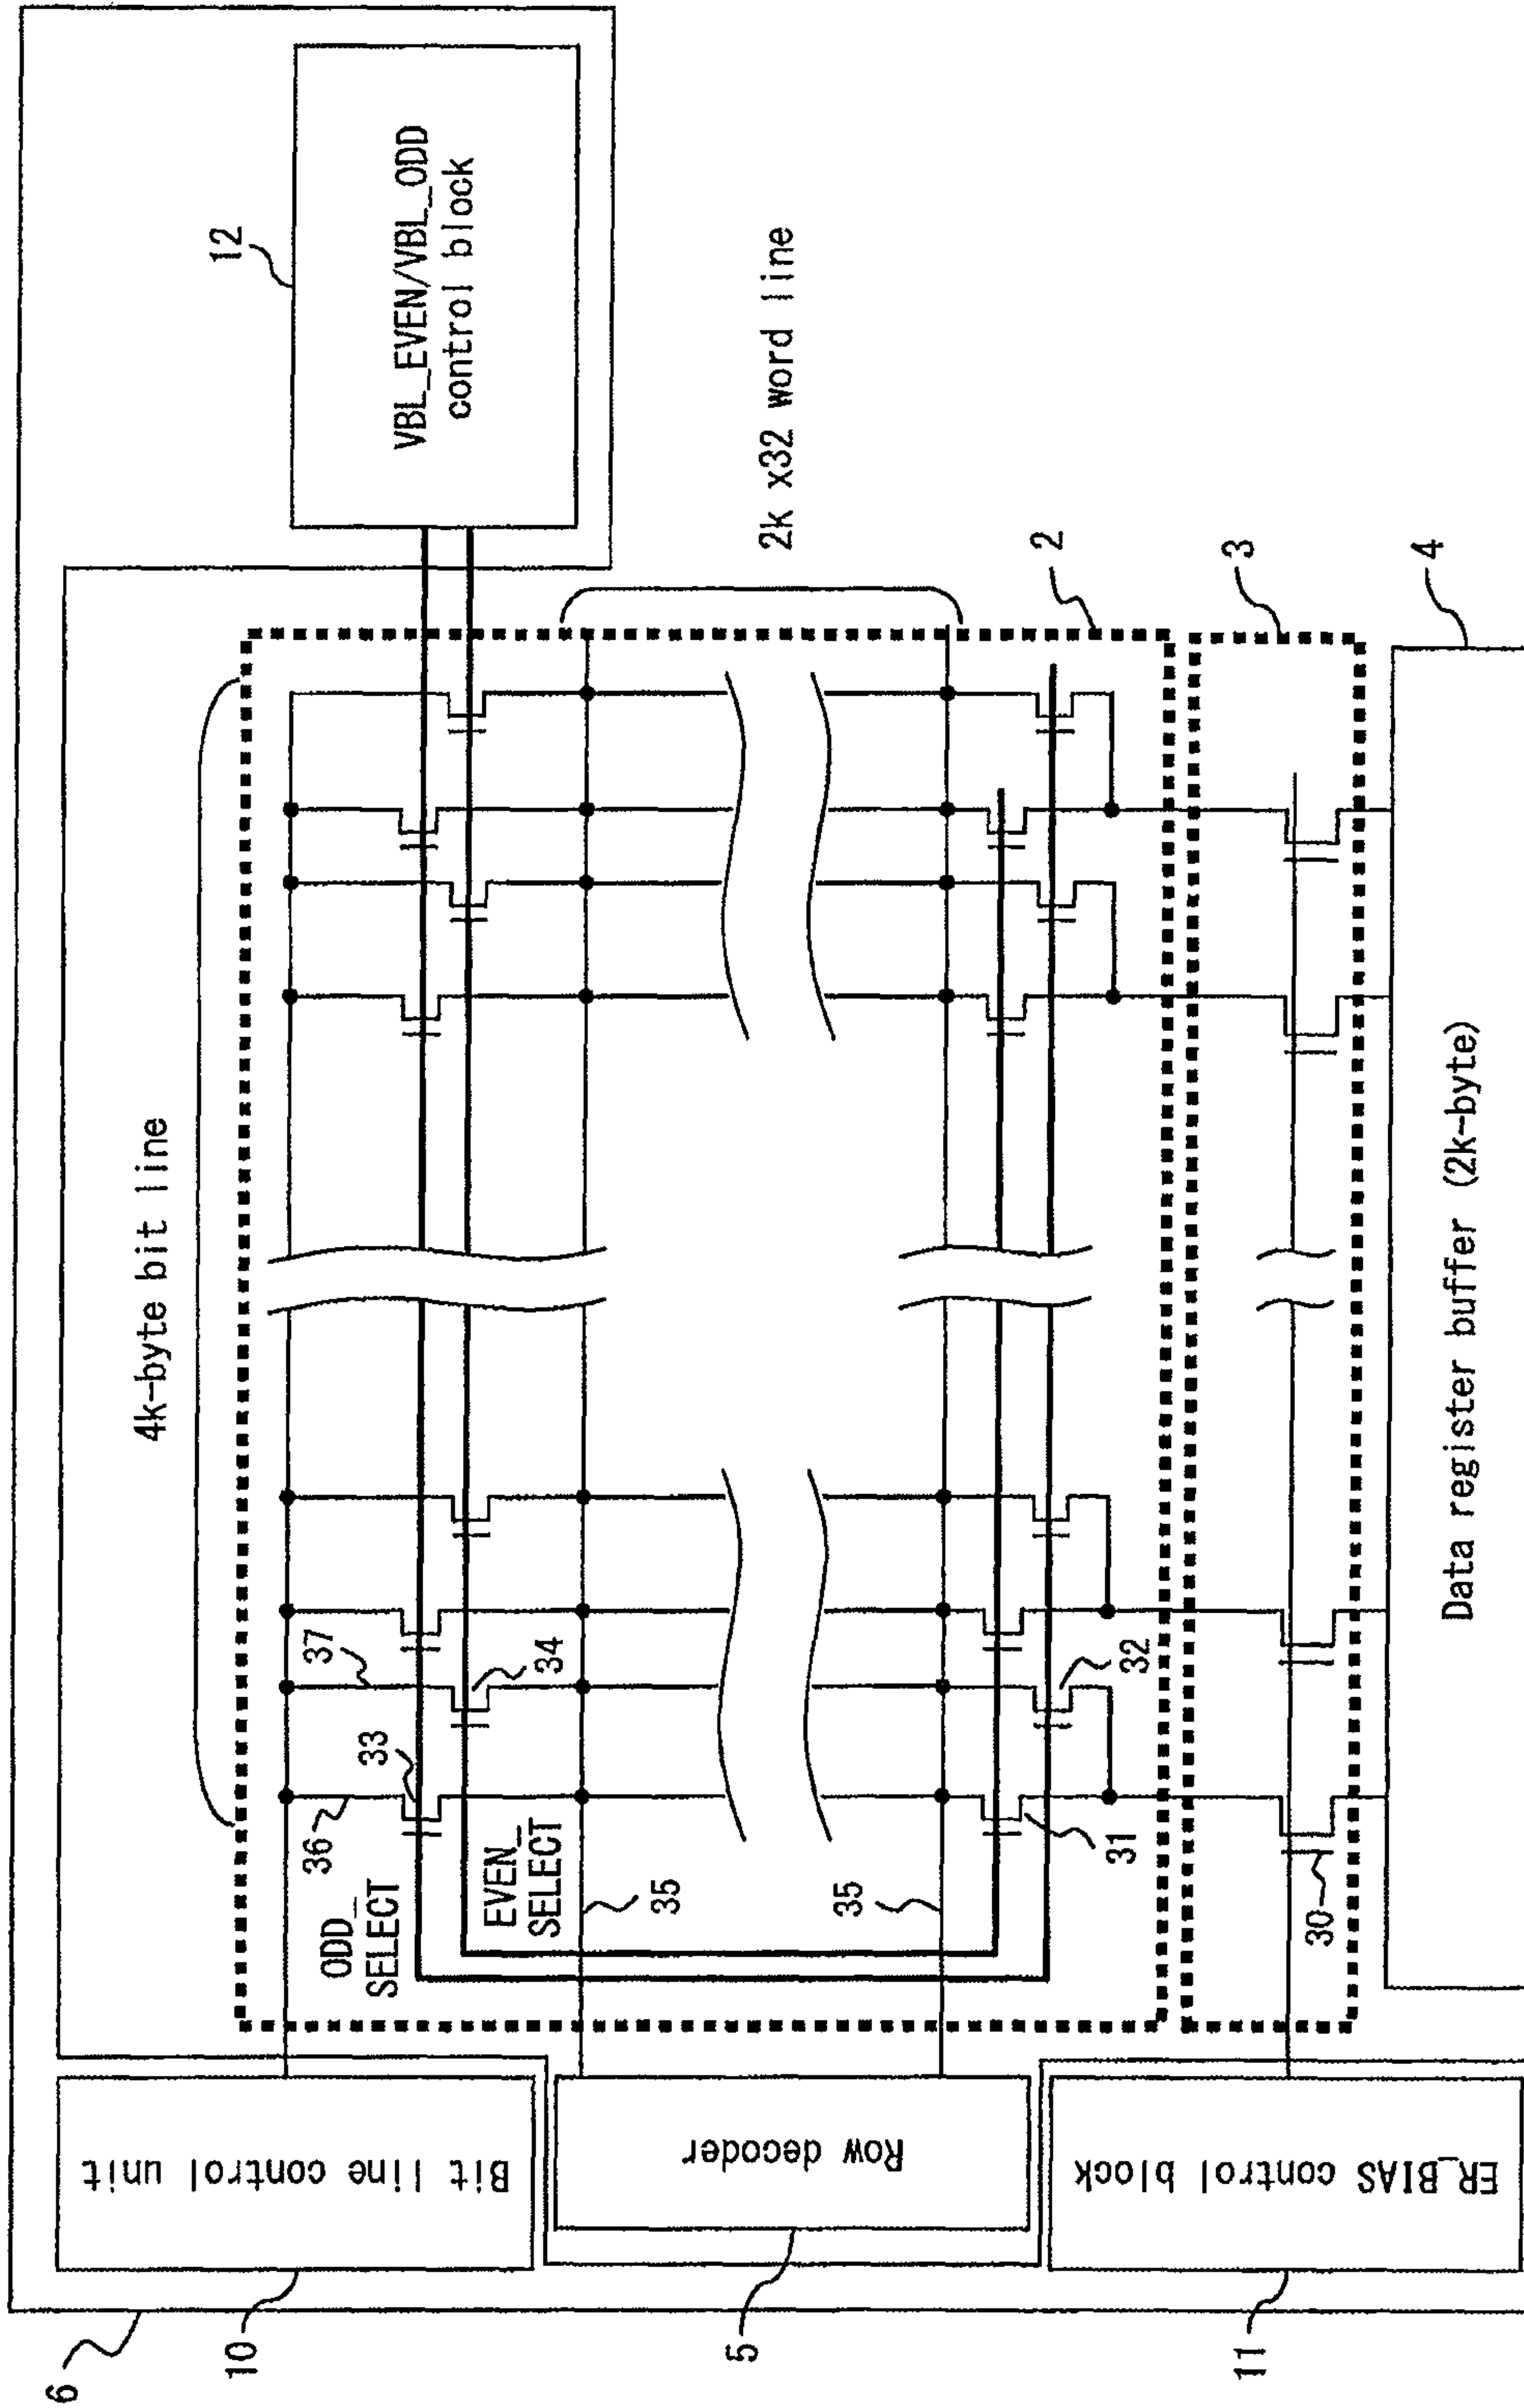 6
10
Bit line control unit
5
Row decoder
11
ER_BIAS control block
12
VBL_EVEN/VBL_ODD
control block
4k-byte bit line
2k x32 word line
ODD_
SELECT
EVEN_
SELECT
36
33
37
34
35
35
31
32
30
2
3
4
Data register buffer (2k-byte)